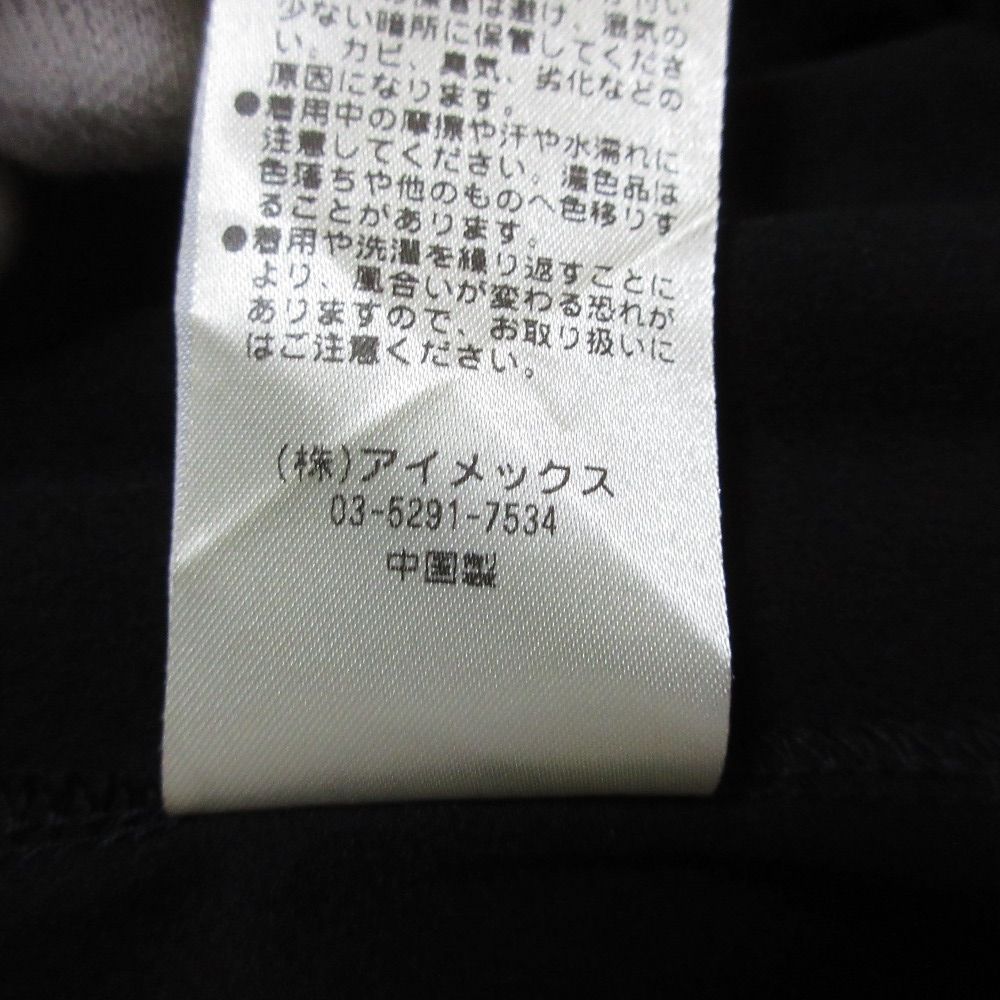 少ない暗所に保管してくださ
い。カビ、異気、劣化などの
原因になります。
●着用中の摩擦や汗や水濡れに
注意してください。濃色品は
色落ちや他のものへ色移りす
ることがあります。
●着用や洗濯を繰り返すことに
より、風合いが変わる恐れが
ありますので、お取り扱いに
はご注意ください。
(株)アイメックス
03-5291-7534
中国製